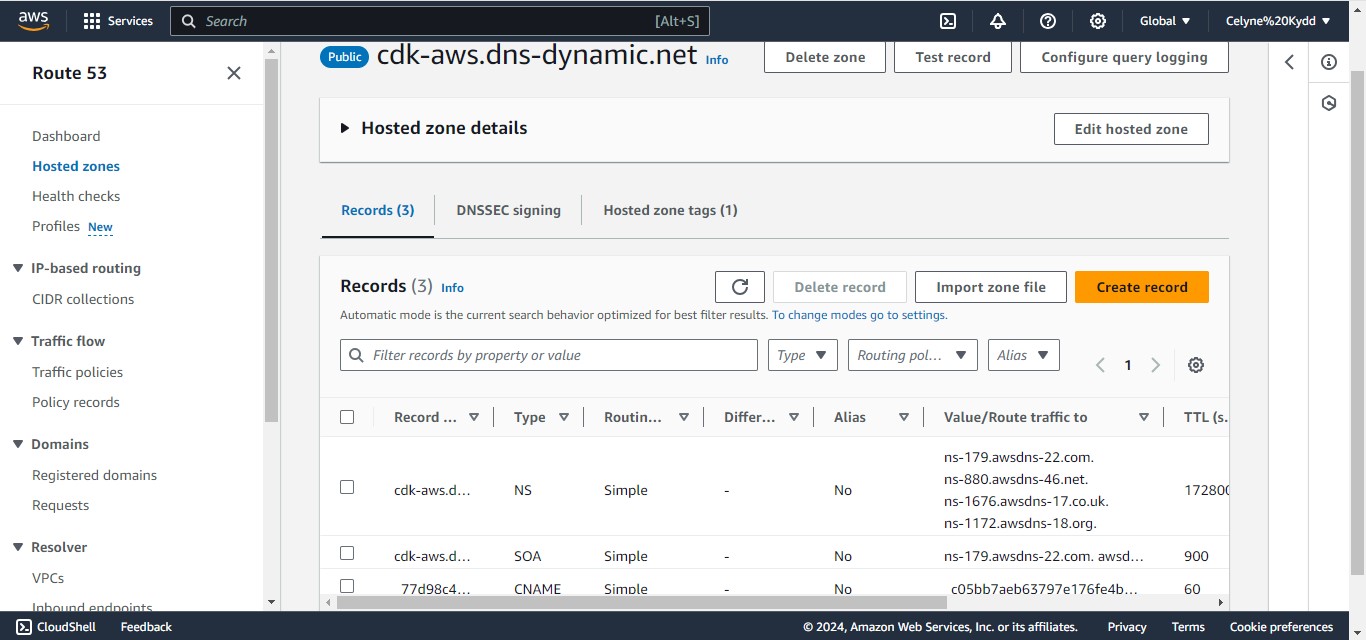 aws
Services
Search
[Alt+S]
Global
Celyne%20Kydd
Route 53
Dashboard
Hosted zones
Health checks
Profiles New
IP-based routing
CIDR collections
Traffic flow
Traffic policies
Policy records
Domains
Registered domains
Requests
Resolver
VPCs
Inbound endpoints
Public cdk-aws.dns-dynamic.net Info
Delete zone
Test record
Configure query logging
Hosted zone details
Edit hosted zone
Records (3)
DNSSEC signing
Hosted zone tags (1)
Records (3) Info
Delete record
Import zone file
Create record
Automatic mode is the current search behavior optimized for best filter results. To change modes go to settings.
Filter records by property or value
Type
Routing pol...
Alias
1
Record ... Type Routin... Differ... Alias Value/Route traffic to TTL (s.
ns-179.awsdns-22.com.
ns-880.awsdns-46.net.
cdk-aws.d... NS Simple - No 172800
ns-1676.awsdns-17.co.uk.
ns-1172.awsdns-18.org.
cdk-aws.d... SOA Simple - No ns-179.awsdns-22.com. awsd... 900
_77d98c4... CNAME Simple - No _c05bb7aeb63797e176fe4b... 60
CloudShell
Feedback
© 2024, Amazon Web Services, Inc. or its affiliates.
Privacy
Terms
Cookie preferences